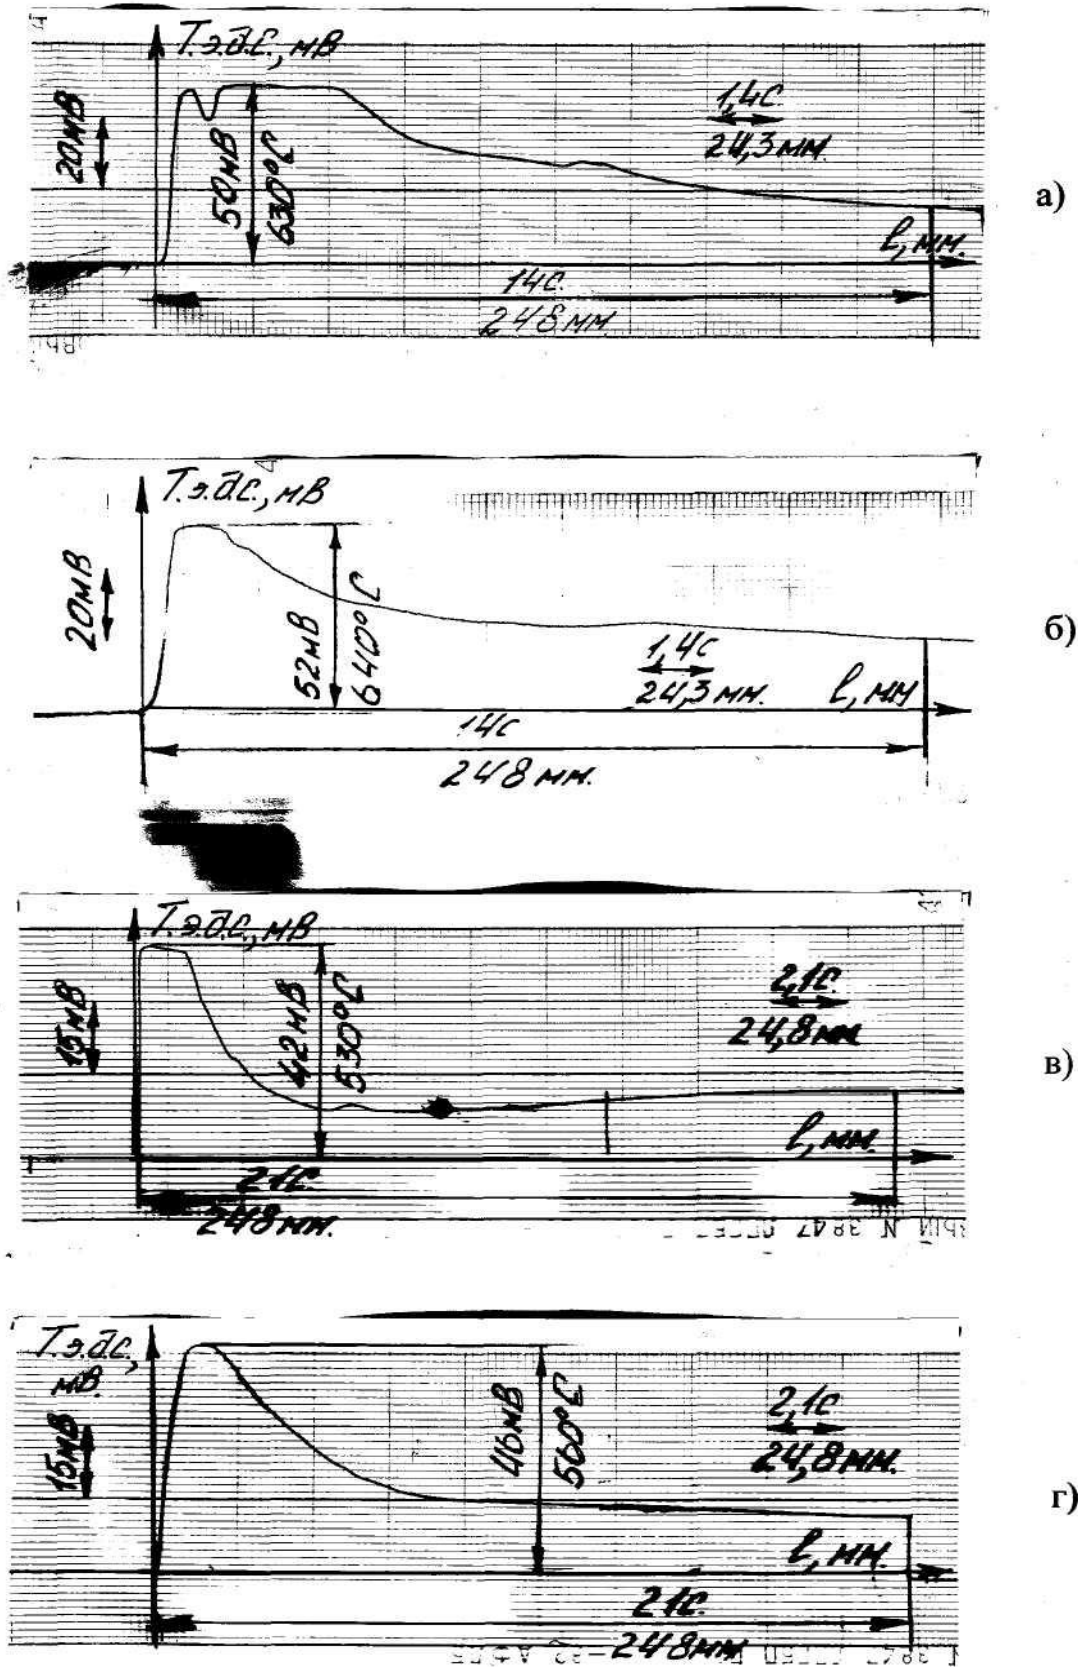 Т.э.д.с., мВ
20мВ
50мВ
630°С
1,4с
24,3мм.
l, мм.
14с.
248мм
а)
Т.э.д.с., мВ
20мВ
52мВ
640°С
1,4с
24,3мм.
l, мм
14с
248мм.
б)
Т.э.д.с., мВ
15мВ
42мВ
530°С
2,1с.
24,8мм
l, мм.
21с.
248мм.
ВЫЙ N 3847
в)
Т.э.д.с.,
мВ.
15мВ
46мВ
560°С
2,1с
24,8мм.
l, мм.
21с.
248мм
г)